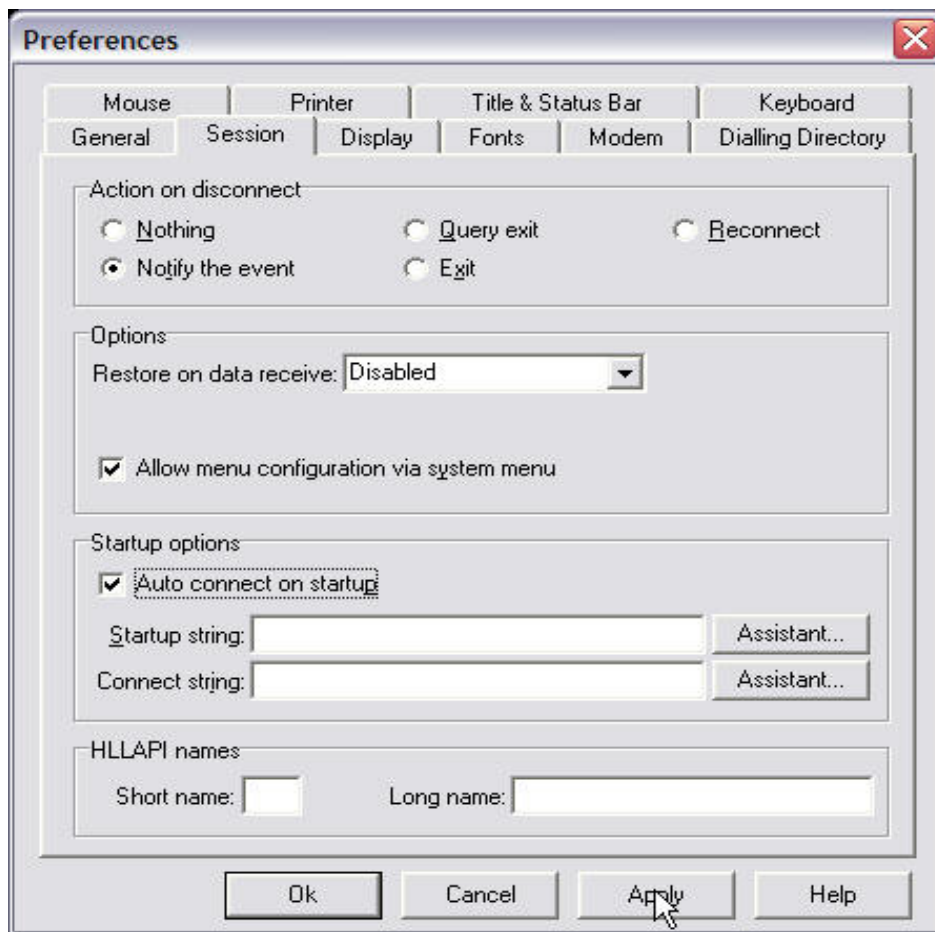 Preferences
Mouse Printer Title & Status Bar Keyboard
General Session Display Fonts Modem Dialling Directory
Action on disconnect
Nothing Query exit Reconnect
Notify the event Exit
Options
Restore on data receive: Disabled
Allow menu configuration via system menu
Startup options
Auto connect on startup
Startup string: Assistant...
Connect string: Assistant...
HLLAPI names
Short name: Long name:
Ok Cancel Apply Help